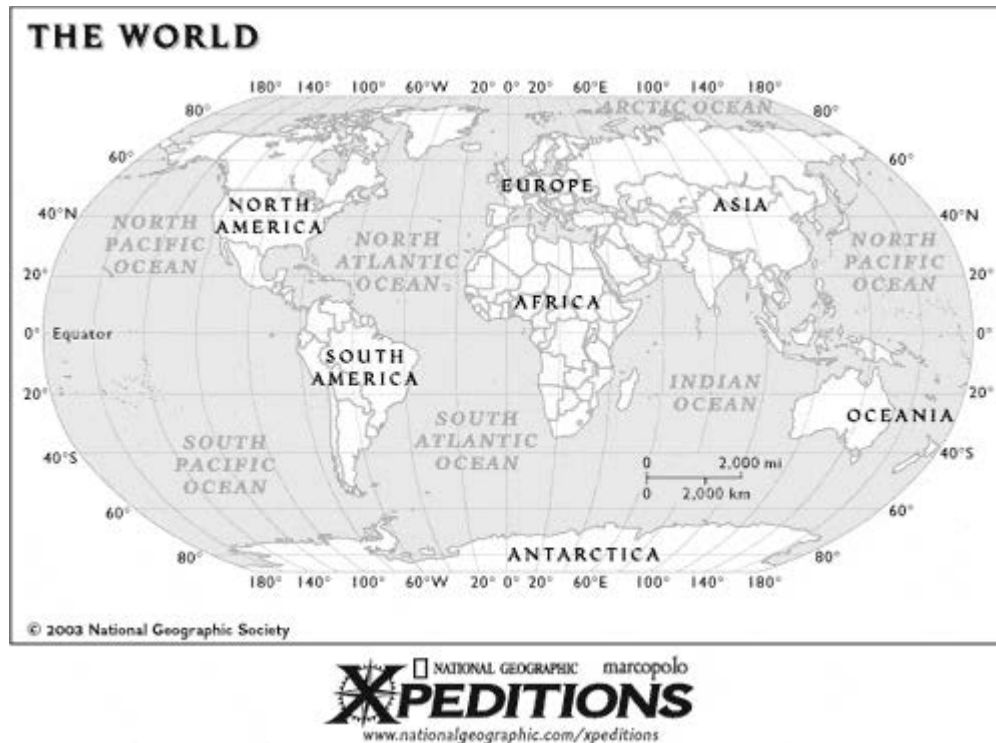 THE WORLD
180° 140° 100° 60°W 20° 0° 20° 60°E 100° 140° 180°
ARCTIC OCEAN
80° 80°
60° 60°
EUROPE
NORTH
AMERICA
ASIA
40°N 40°
NORTH
PACIFIC
OCEAN
NORTH
ATLANTIC
OCEAN
NORTH
PACIFIC
OCEAN
20° 20°
AFRICA
0° Equator 0°
SOUTH
AMERICA
INDIAN
OCEAN
20° 20°
OCEANIA
SOUTH
PACIFIC
OCEAN
SOUTH
ATLANTIC
OCEAN
40°S 40°S
0 2,000 mi
0 2,000 km
60° 60°
ANTARCTICA
80° 80°
180° 140° 100° 60°W 20° 0° 20° 60°E 100° 140° 180°
© 2003 National Geographic Society
NATIONAL GEOGRAPHIC marcopolo
XPEDITIONS
www.nationalgeographic.com/xpeditions